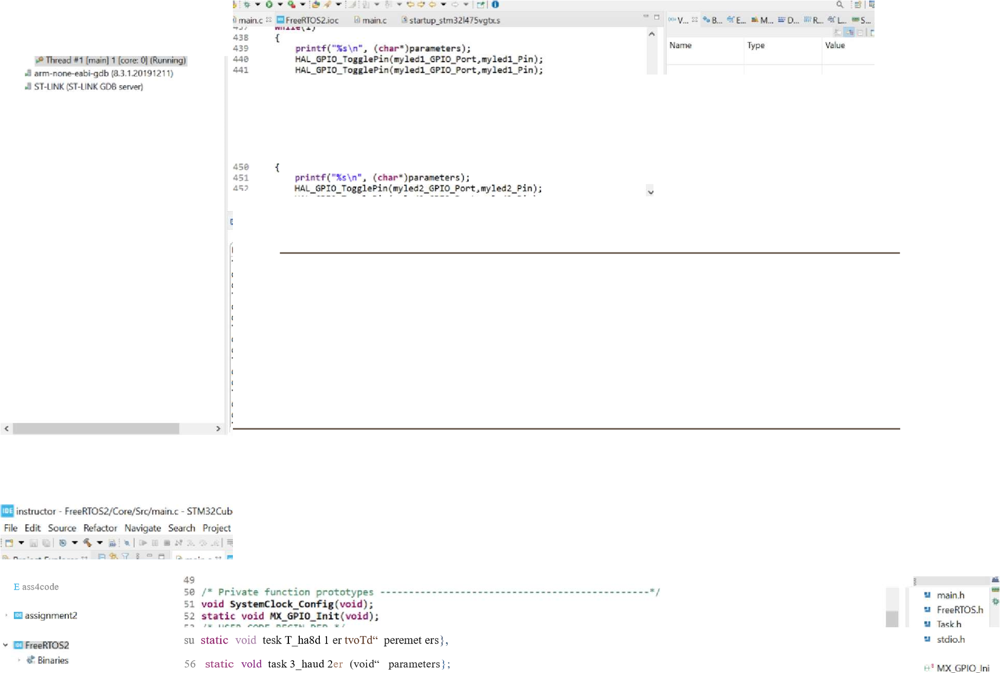 main.c FreeRTOS2.ioc main.c startup_stm32l475vgtx.s V... B... E... M... D... R... L... S...
while(1)
438 {
439 printf("%s\n", (char*)parameters);
440 HAL_GPIO_TogglePin(myled1_GPIO_Port,myled1_Pin);
441 HAL_GPIO_TogglePin(myled1_GPIO_Port,myled1_Pin);
Name Type Value
Thread #1 [main] 1 [core: 0] (Running)
arm-none-eabi-gdb (8.3.1.20191211)
ST-LINK (ST-LINK GDB server)
450 {
451 printf("%s\n", (char*)parameters);
452 HAL_GPIO_TogglePin(myled2_GPIO_Port,myled2_Pin);
IDE instructor - FreeRTOS2/Core/Src/main.c - STM32Cub
File Edit Source Refactor Navigate Search Project
E ass4code
assignment2
FreeRTOS2
Binaries
49
50 /* Private function prototypes -----------------------------------------------*/
51 void SystemClock_Config(void);
52 static void MX_GPIO_Init(void);
su static void tesk T_ha8d 1 er tvoTd“ peremet ers},
56 static vold task 3_haud 2er (void“ parameters};
main.h
FreeRTOS.h
Task.h
stdio.h
MX_GPIO_Ini